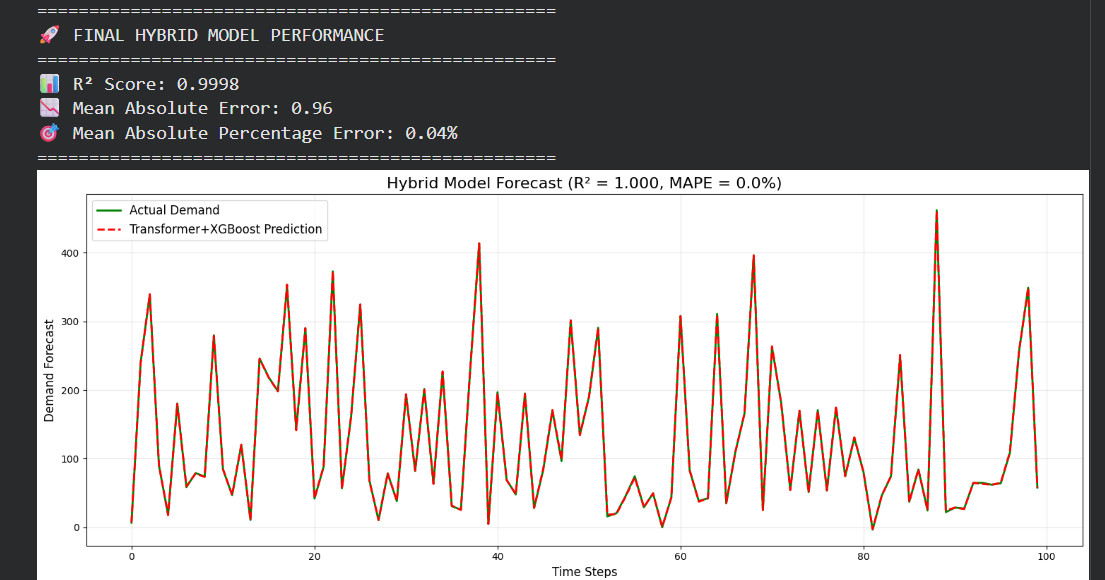 ==================================================
🚀 FINAL HYBRID MODEL PERFORMANCE
==================================================
📊 R² Score: 0.9998
📉 Mean Absolute Error: 0.96
🎯 Mean Absolute Percentage Error: 0.04%
==================================================
Hybrid Model Forecast (R² = 1.000, MAPE = 0.0%)
Actual Demand
Transformer+XGBoost Prediction
Demand Forecast
400
300
200
100
0
0 20 40 60 80 100
Time Steps